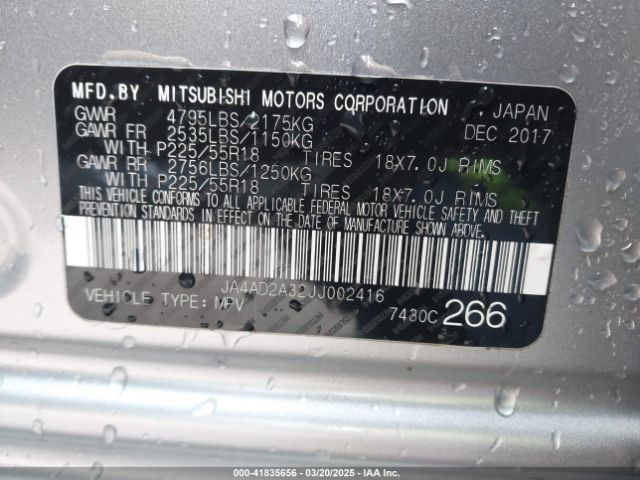 MFD.BY MITSUBISHI MOTORS CORPORATION JAPAN
GVWR 4795LBS/2175KG DEC 2017
GAWR FR 2535LBS/1150KG
WITH P225/55R18 TIRES 18X7.0J RIMS
GAWR RR 2756LBS/1250KG
WITH P225/55R18 TIRES 18X7.0J RIMS
THIS VEHICLE CONFORMS TO ALL APPLICABLE FEDERAL MOTOR VEHICLE SAFETY AND THEFT
PREVENTION STANDARDS IN EFFECT ON THE DATE OF MANUFACTURE SHOWN ABOVE.
JA4AD2A32JJ002416
VEHICLE TYPE: MPV 7480C 266
000-41835656 - 03/20/2025 - IAA Inc.